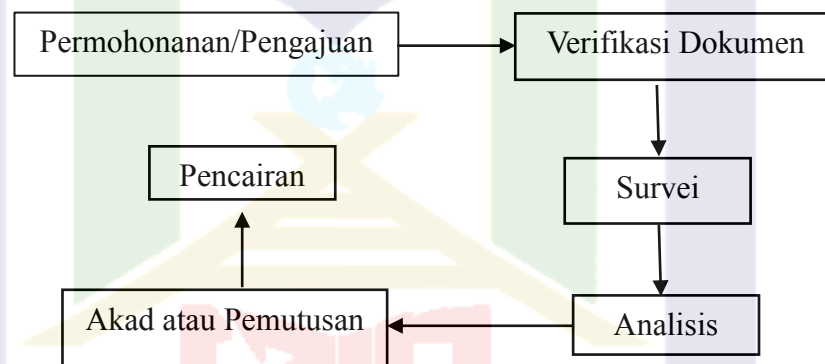 Permohonanan/Pengajuan
Verifikasi Dokumen
Survei
Analisis
Akad atau Pemutusan
Pencairan